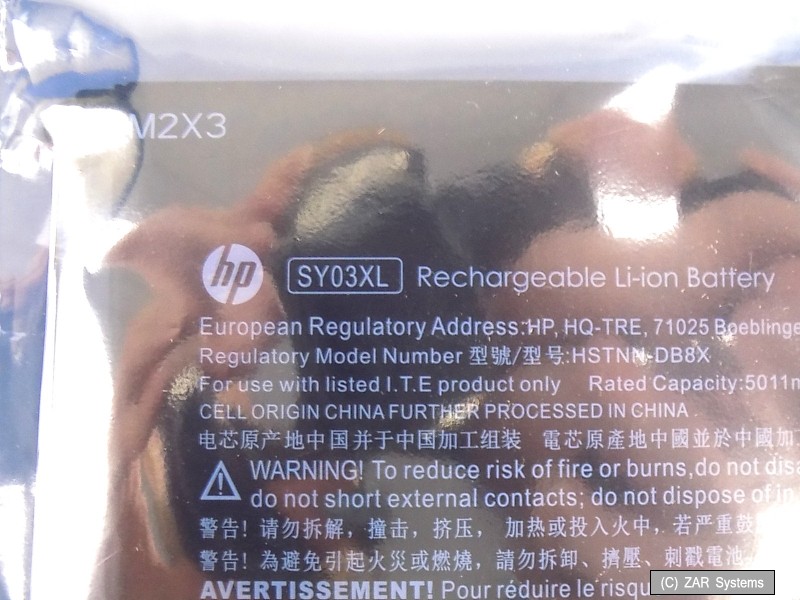 M2X3
hp SY03XL Rechargeable Li-ion Battery
European Regulatory Address:HP, HQ-TRE, 71025 Boeblinge
Regulatory Model Number 型號/型号:HSTNN-DB8X
For use with listed I.T.E product only Rated Capacity:5011m
CELL ORIGIN CHINA FURTHER PROCESSED IN CHINA .
电芯原产地中国并于中国加工组装 電芯原產地中國並於中國加工
WARNING! To reduce risk of fire or burns,do not disa
do not short external contacts; do not dispose of in
警告! 请勿拆解，撞击，挤压， 加热或投入火中，若严重鼓
警告! 為避免引起火災或燃燒，請勿拆卸、擠壓、刺戳電池
AVERTISSEMENT! Pour réduire le risqu
(C) ZAR Systems